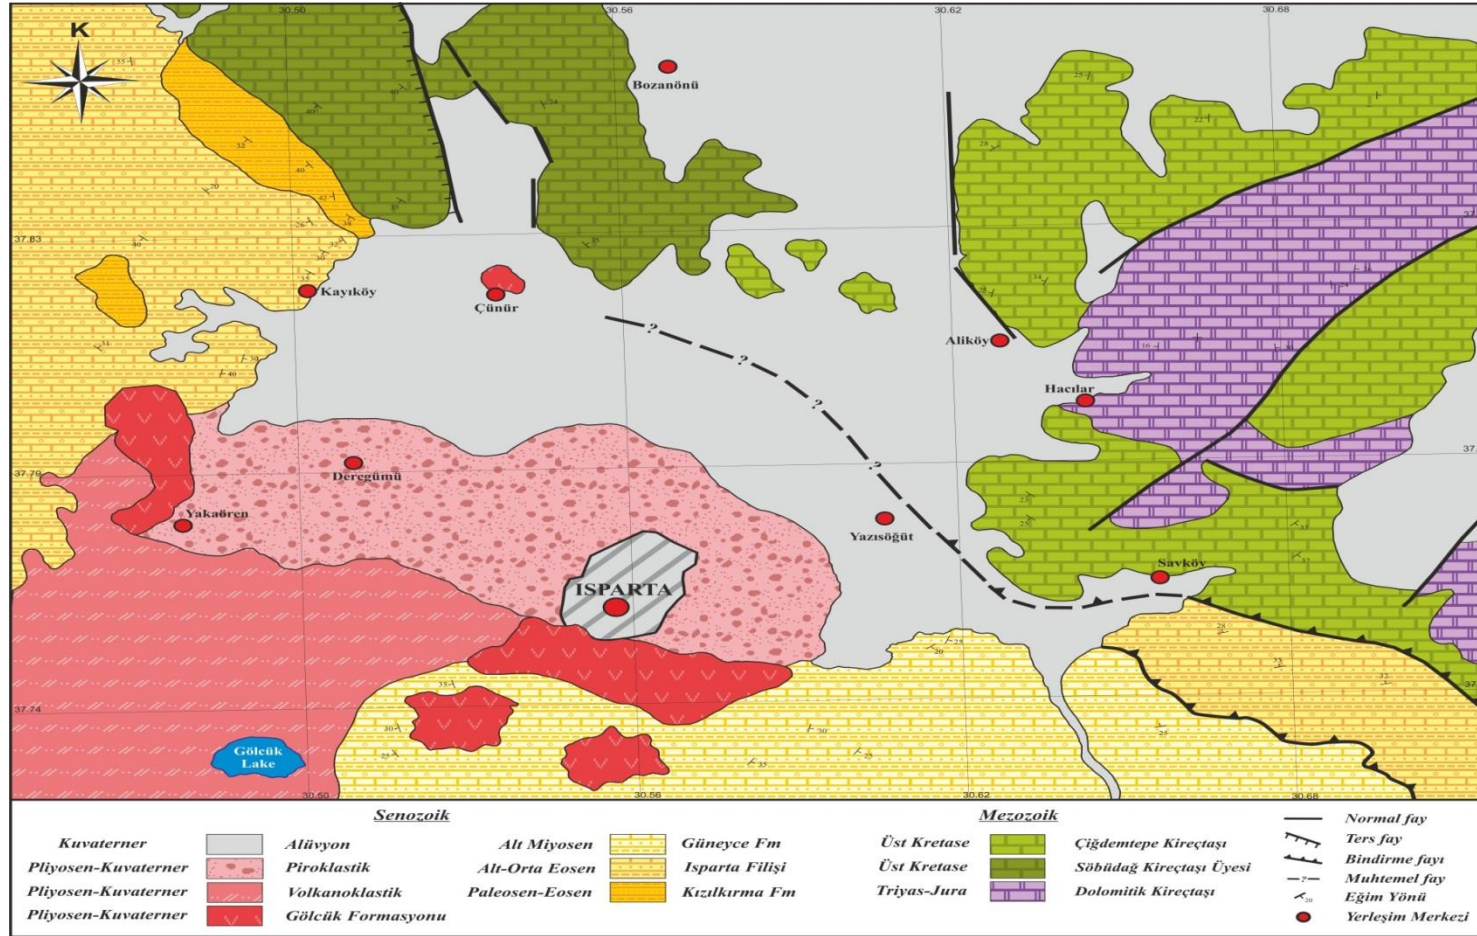 30.50 30.56 30.62 30.68
K
Bozanönü
37.83
Kayıköy
Çünür
Aliköy
Hacılar
37.79
Deregümü
Yakaören
Yazısöğüt
Savköy
ISPARTA
37.74
Gölcük
Lake
30.50 30.56 30.62 30.68
? ? ? ?
Senozoik
Kuvaterner Alüvyon
Pliyosen-Kuvaterner Piroklastik
Pliyosen-Kuvaterner Volkanoklastik
Pliyosen-Kuvaterner Gölcük Formasyonu
Alt Miyosen Güneyce Fm
Alt-Orta Eosen Isparta Filişi
Paleosen-Eosen Kızılkırma Fm
Mezozoik
Üst Kretase Çiğdemtepe Kireçtaşı
Üst Kretase Söbüdağ Kireçtaşı Üyesi
Triyas-Jura Dolomitik Kireçtaşı
Normal fay
Ters fay
Bindirme fayı
? Muhtemel fay
20 Eğim Yönü
Yerleşim Merkezi